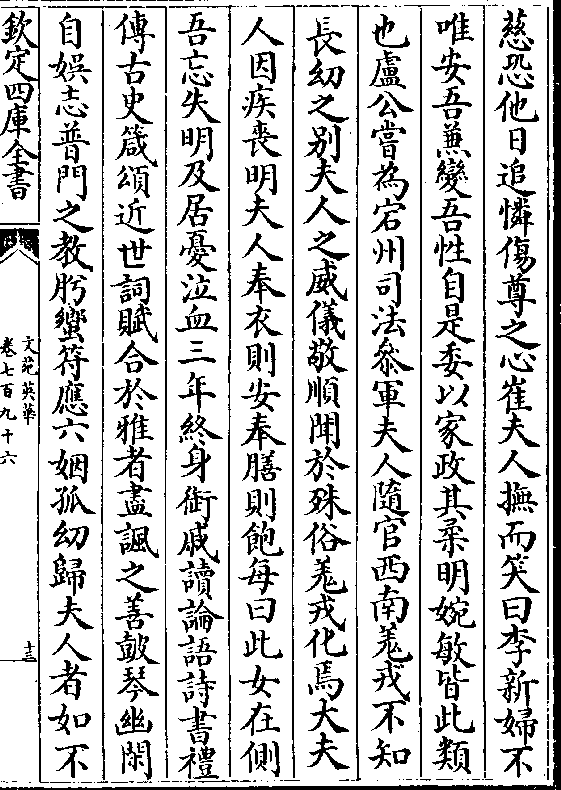 慈恐他日追憐傷尊之心崔夫人撫而笑曰李新婦不
唯安吾兼變吾性自是委以家政其柔明婉敏皆此類
也盧公嘗為宕州司法叅軍夫人隨官西南羗戎不知
長幼之別夫人之威儀敬順聞於殊俗羗戎化焉大夫
人因疾喪明夫人奉衣則安奉膳則飽每曰此女在側
吾忘失明及居憂泣血三年終身銜戚讀論語詩書禮
傳古史箴頌近世詞賦合於雅者盡諷之善皷琴幽閑
自娯志普門之教肹蠁符應六姻孤幼歸夫人者如不
欽定四庫全書
文苑英華
卷七百九十六
十三